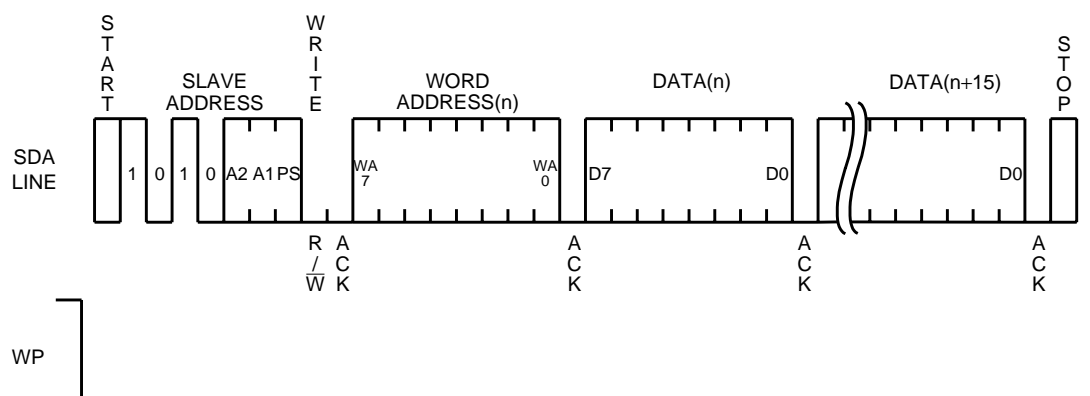 START
WRITE
STOP
SLAVE
ADDRESS
WORD
ADDRESS(n)
DATA(n)
DATA(n+15)
SDA
LINE
1 0 1 0 A2 A1 PS
WA
7
WA
0
D7
D0
D0
R/W
ACK
ACK
ACK
ACK
WP